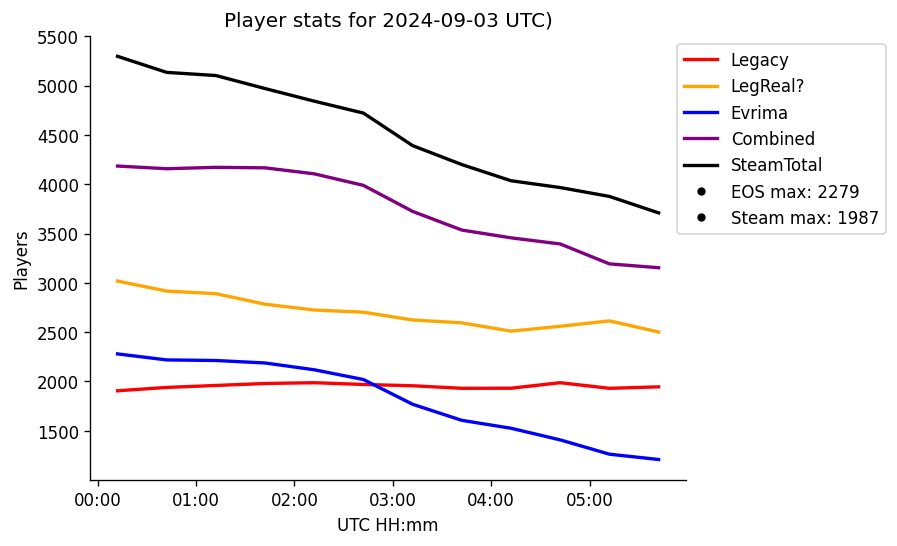 Player stats for 2024-09-03 UTC)
5500
5000
4500
4000
3500
3000
2500
2000
1500
Players
00:00 01:00 02:00 03:00 04:00 05:00
UTC HH:mm
Legacy
LegReal?
Evrima
Combined
SteamTotal
EOS max: 2279
Steam max: 1987